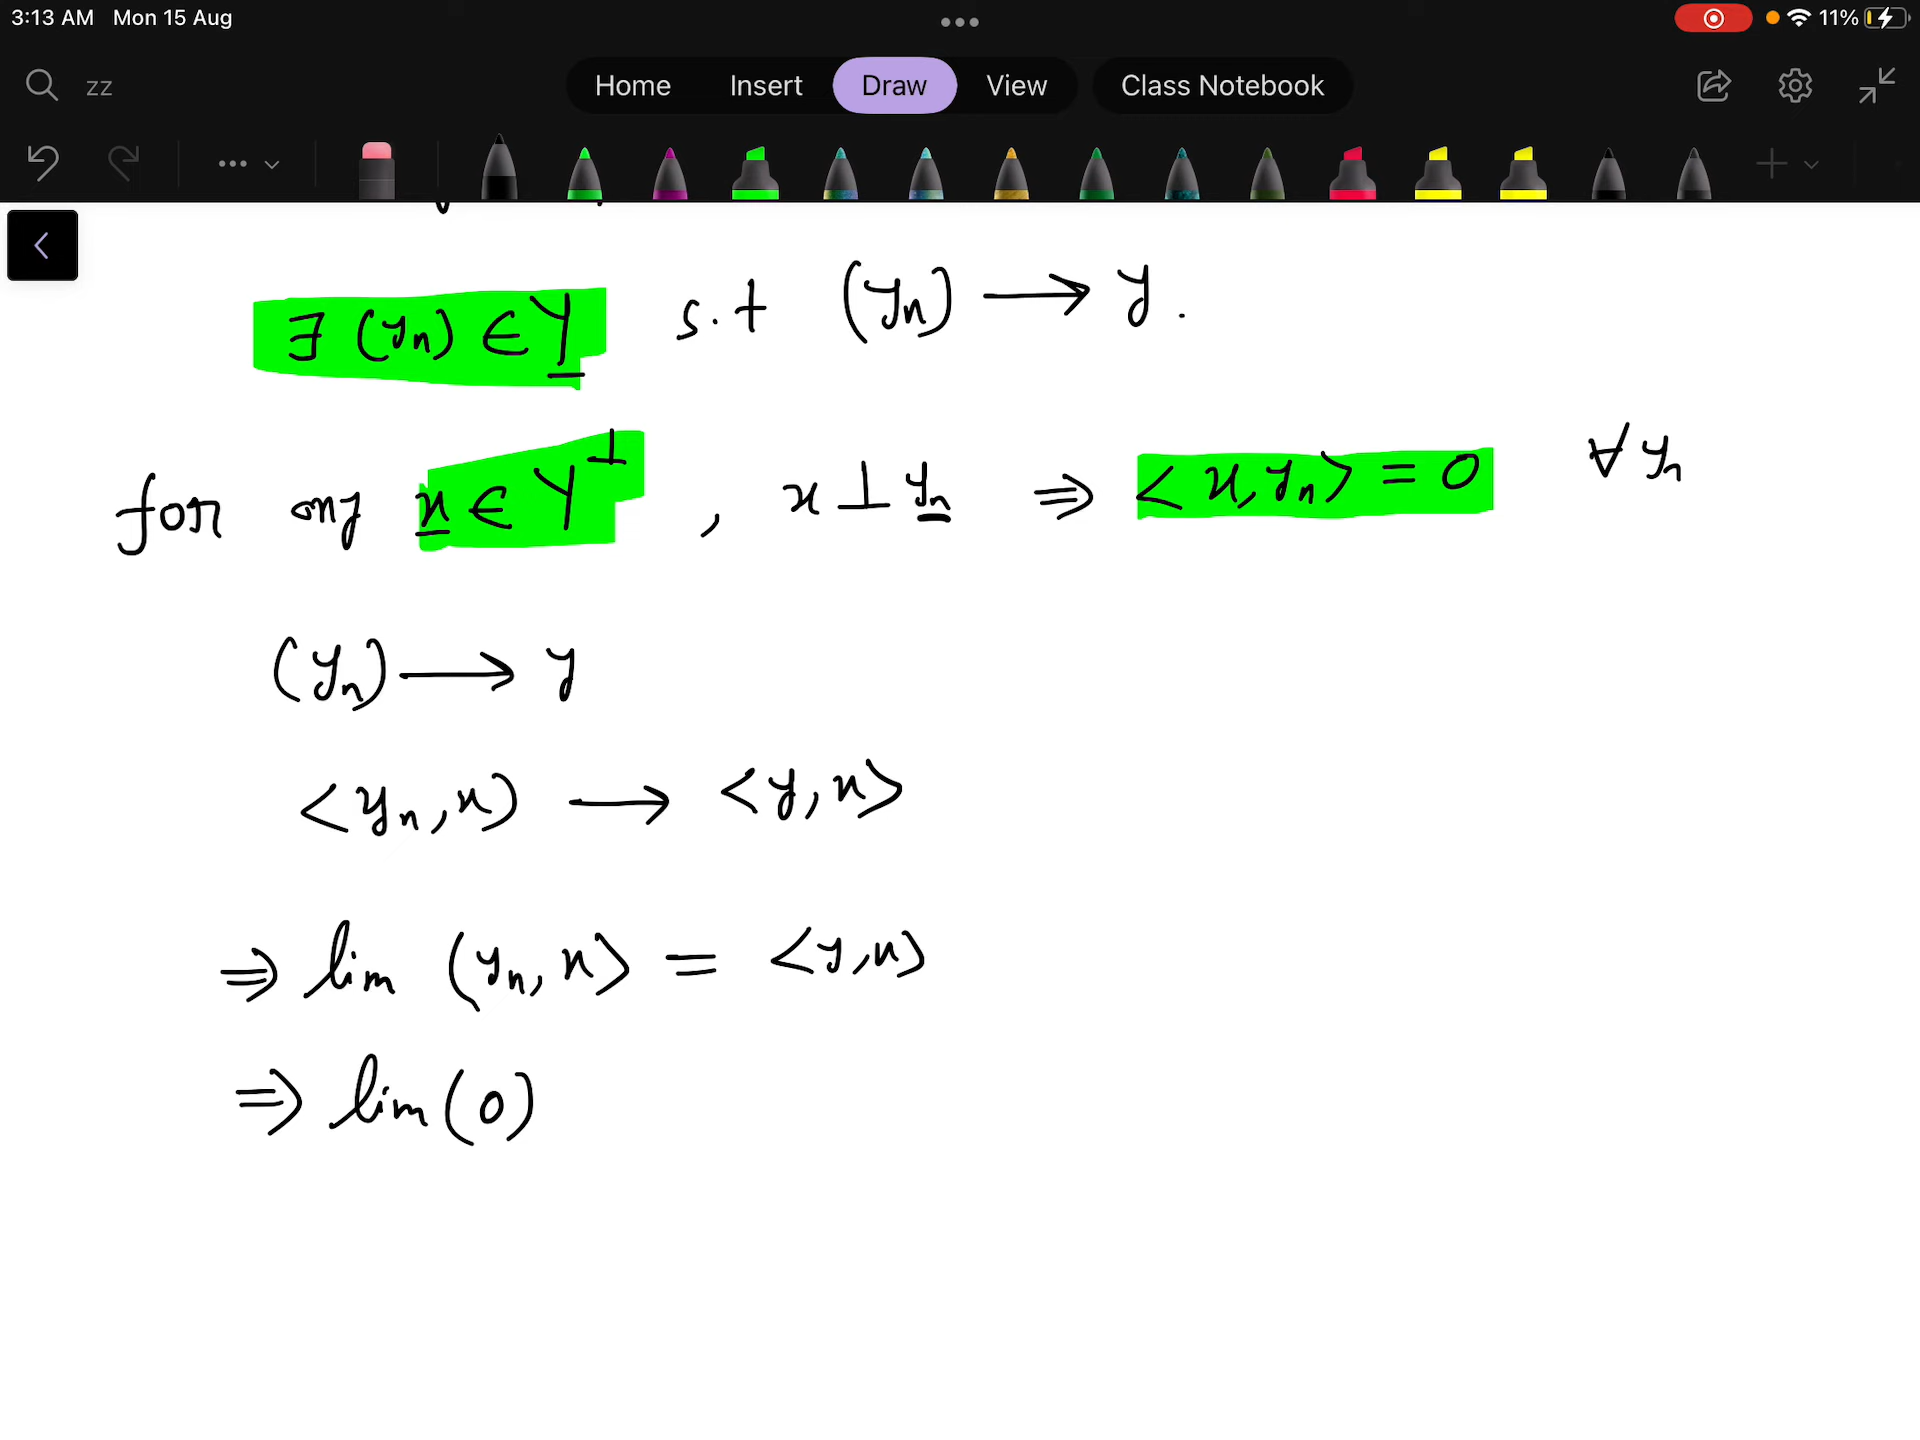 3:13 AM Mon 15 Aug 11%
zz Home Insert Draw View Class Notebook
∃ (yn) ∈ Y s.t (yn) ⟶ y .
for any x ∈ Y⊥ , x ⊥ yn ⇒ < x, yn > = 0 ∀ yn
(yn) ⟶ y
< yn, x ) ⟶ < y, x >
⇒ lim ( yn, x > = < y, x >
⇒ lim (0)